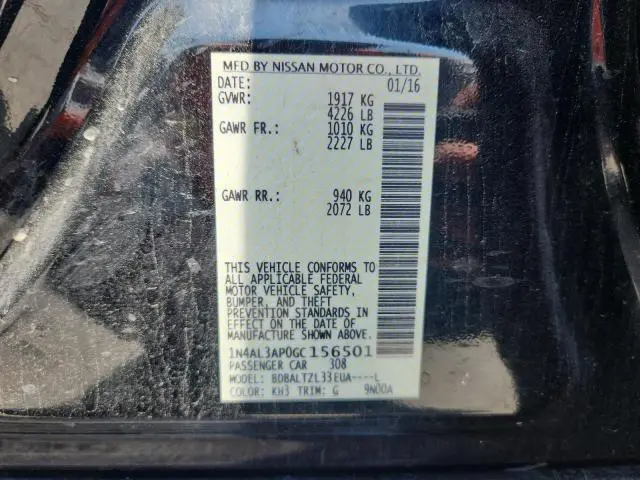 MFD BY NISSAN MOTOR CO., LTD.
DATE: 01/16
GVWR: 1917 KG
4226 LB
GAWR FR.: 1010 KG
2227 LB
GAWR RR.: 940 KG
2072 LB
THIS VEHICLE CONFORMS TO
ALL APPLICABLE FEDERAL
MOTOR VEHICLE SAFETY,
BUMPER, AND THEFT
PREVENTION STANDARDS IN
EFFECT ON THE DATE OF
MANUFACTURE SHOWN ABOVE.
1N4AL3AP0GC156501
PASSENGER CAR 308
MODEL: BDBALTZL33EUA----L
COLOR: KH3 TRIM: G 9N00A